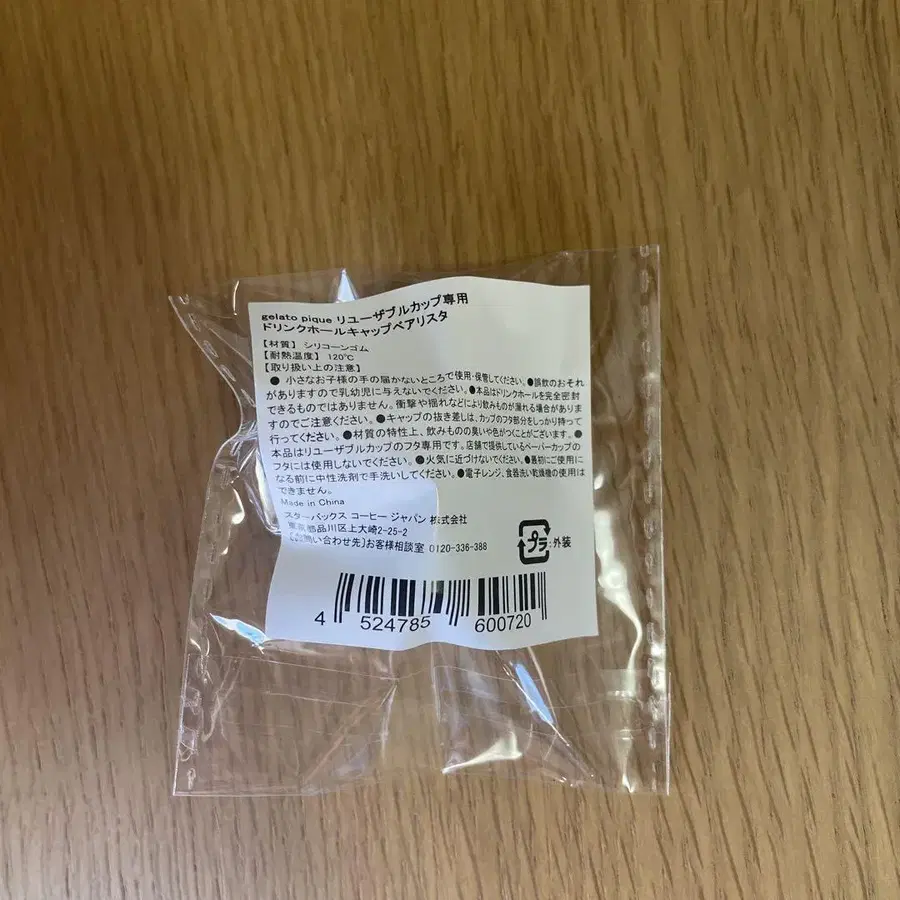 gelato pique リユーザブルカップ専用
ドリンクホールキャップベアリスタ
【材質】 シリコーンゴム
【耐熱温度】 120℃
【取り扱い上の注意】
● 小さなお子様の手の届かないところで使用・保管してください。●誤飲のおそれ
がありますので乳幼児に与えないでください。●本品はドリンクホールを完全密封
できるものではありません。衝撃や揺れなどにより飲みものが漏れる場合がありま
すのでご注意ください。●キャップの抜き差しは、カップのフタ部分をしっかり持って
行ってください。●材質の特性上、飲みものの臭いや色がつくことがございます。●
本品はリユーザブルカップのフタ専用です。店舗で提供しているペーパーカップの
フタには使用しないでください。●火気に近づけないでください。●最初にご使用に
なる前に中性洗剤で手洗いしてください。●電子レンジ、食器洗い乾燥機の使用は
できません。
Made in China
スターバックス コーヒー ジャパン 株式会社
東京都品川区上大崎2-25-2
【お問い合わせ先】お客様相談室 0120-336-388
プラ :外装
4 524785 600720